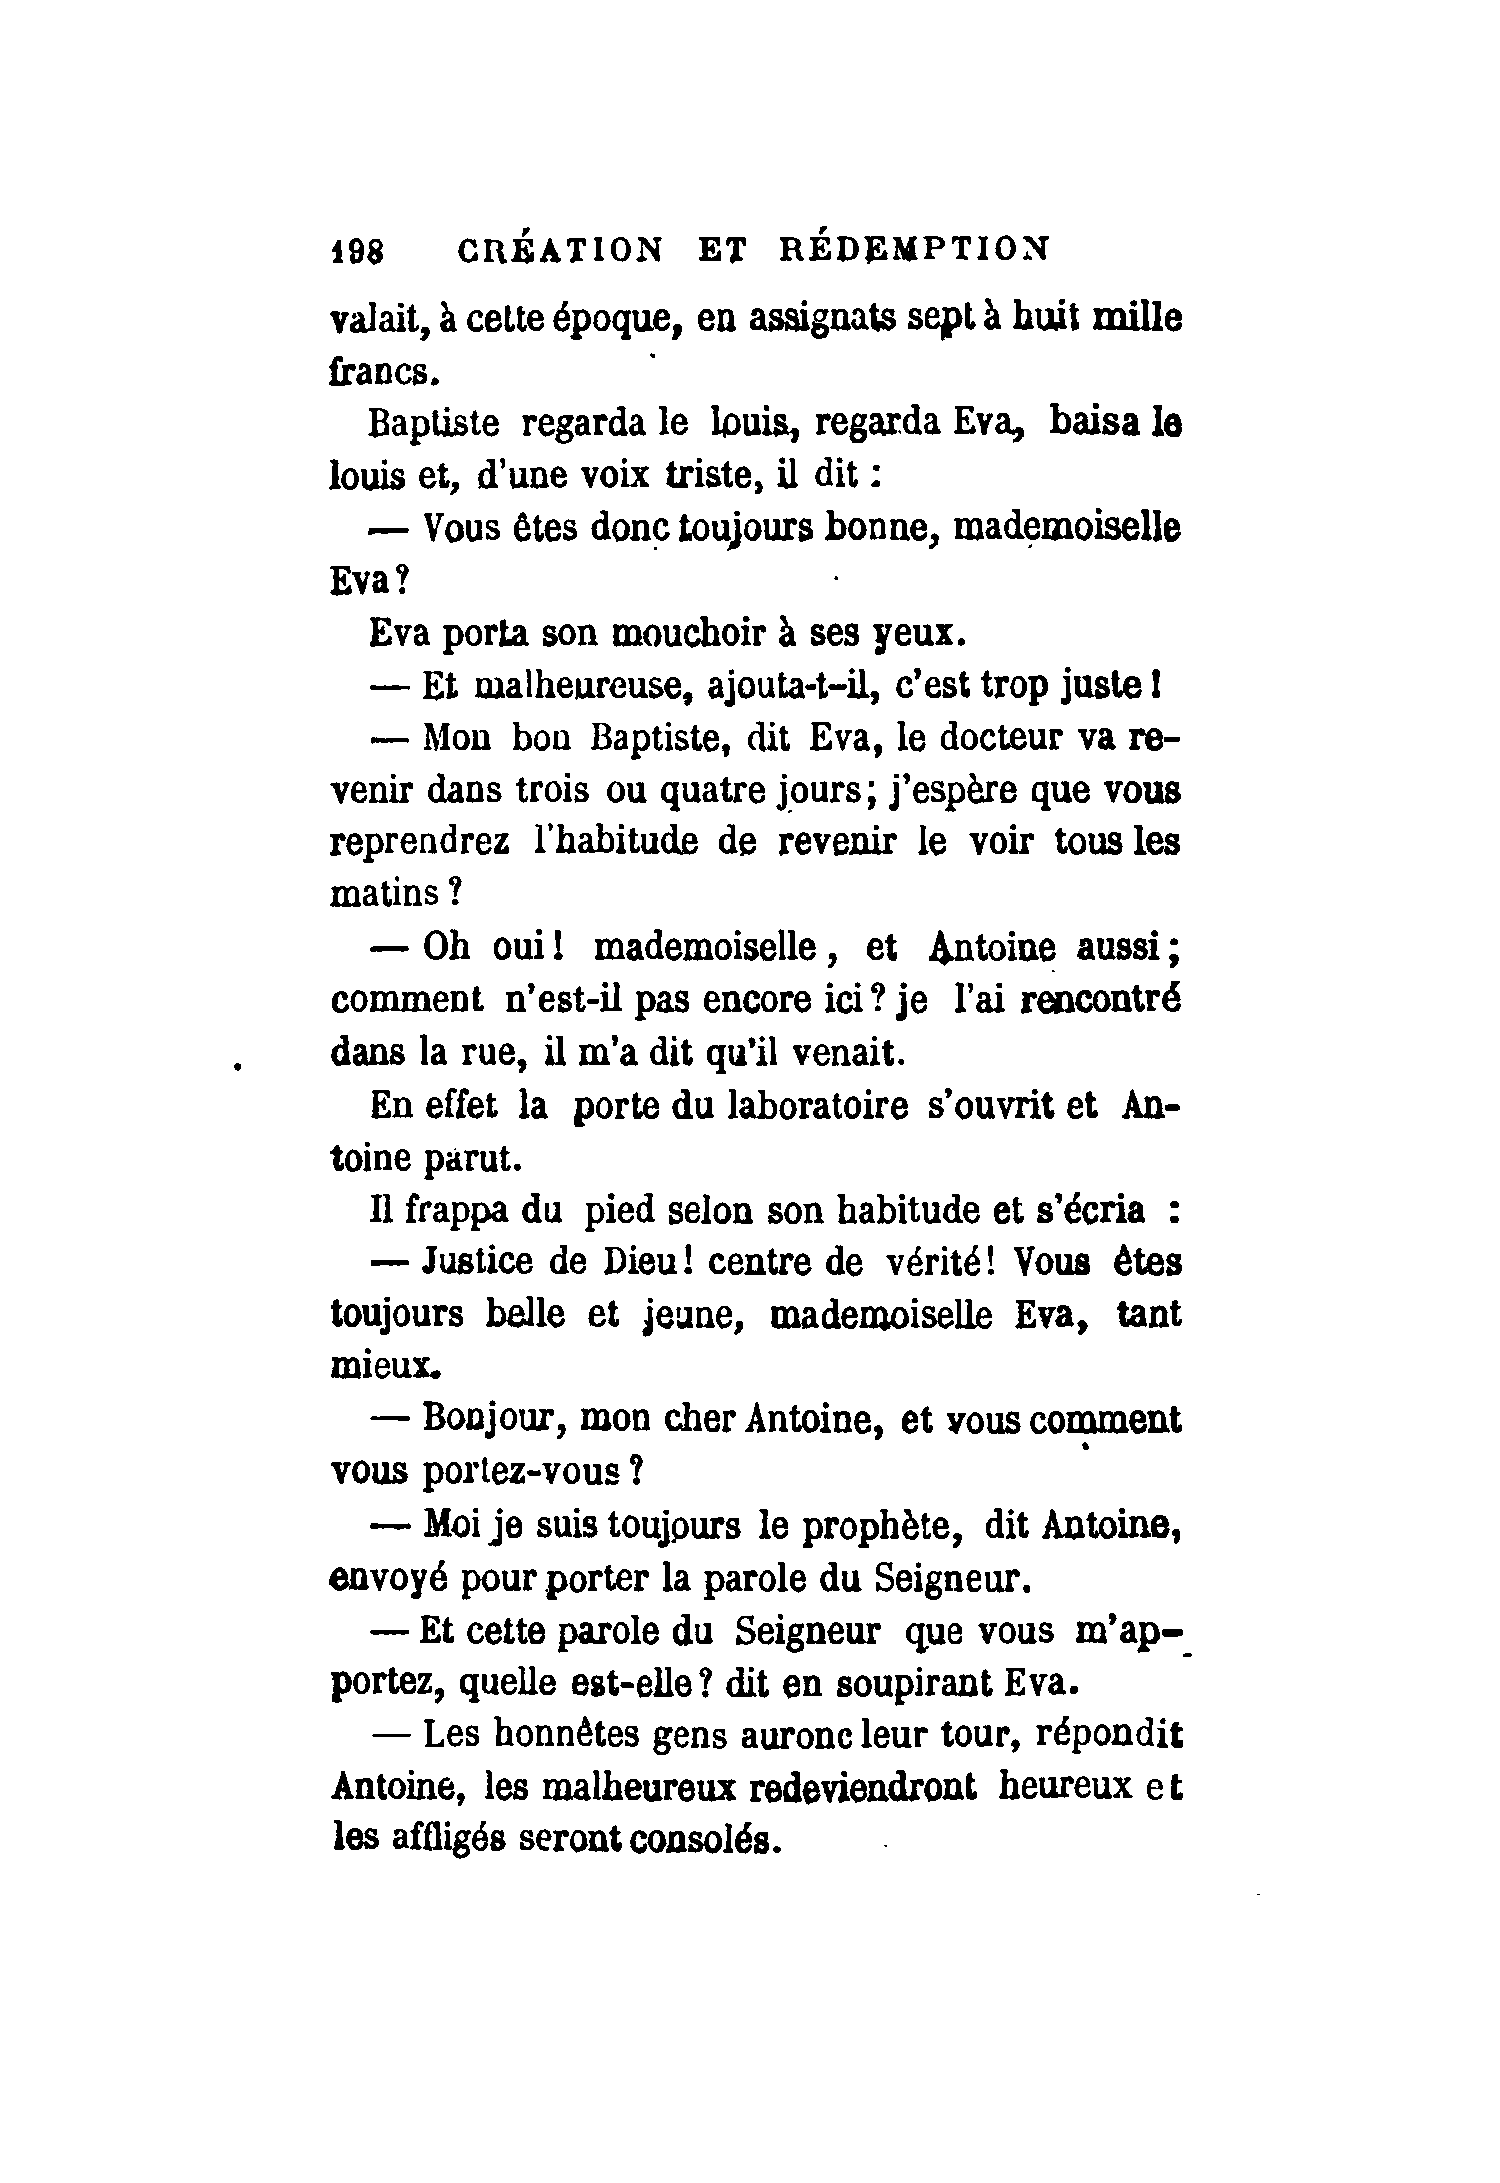 198 CRÉATION ET RÉDEMPTION
valait, à cette époque, en assignats sept à huit mille
francs.
Baptiste regarda le louis, regarda Eva, baisa le
louis et, d'une voix triste, il dit :
— Vous êtes donc toujours bonne, mademoiselle
Eva?
Eva porta son mouchoir à ses yeux.
— Et malheureuse, ajouta-t-il, c'est trop juste!
— Mon bon Baptiste, dit Eva, le docteur va re-
venir dans trois ou quatre jours; j'espère que vous
reprendrez l'habitude de revenir le voir tous les
matins ?
— Oh oui! mademoiselle, et Antoine aussi;
comment n'est-il pas encore ici? je l'ai rencontré
dans la rue, il m'a dit qu'il venait.
En effet la porte du laboratoire s'ouvrit et An-
toine parut.
Il frappa du pied selon son habitude et s'écria :
— Justice de Dieu! centre de vérité! Vous êtes
toujours belle et jeune, mademoiselle Eva, tant
mieux.
— Bonjour, mon cher Antoine, et vous comment
vous portez-vous ?
— Moi je suis toujours le prophète, dit Antoine,
envoyé pour porter la parole du Seigneur.
— Et cette parole du Seigneur que vous m'ap-
portez, quelle est-elle? dit en soupirant Eva.
— Les honnêtes gens auronc leur tour, répondit
Antoine, les malheureux redeviendront heureux et
les affligés seront consolés.